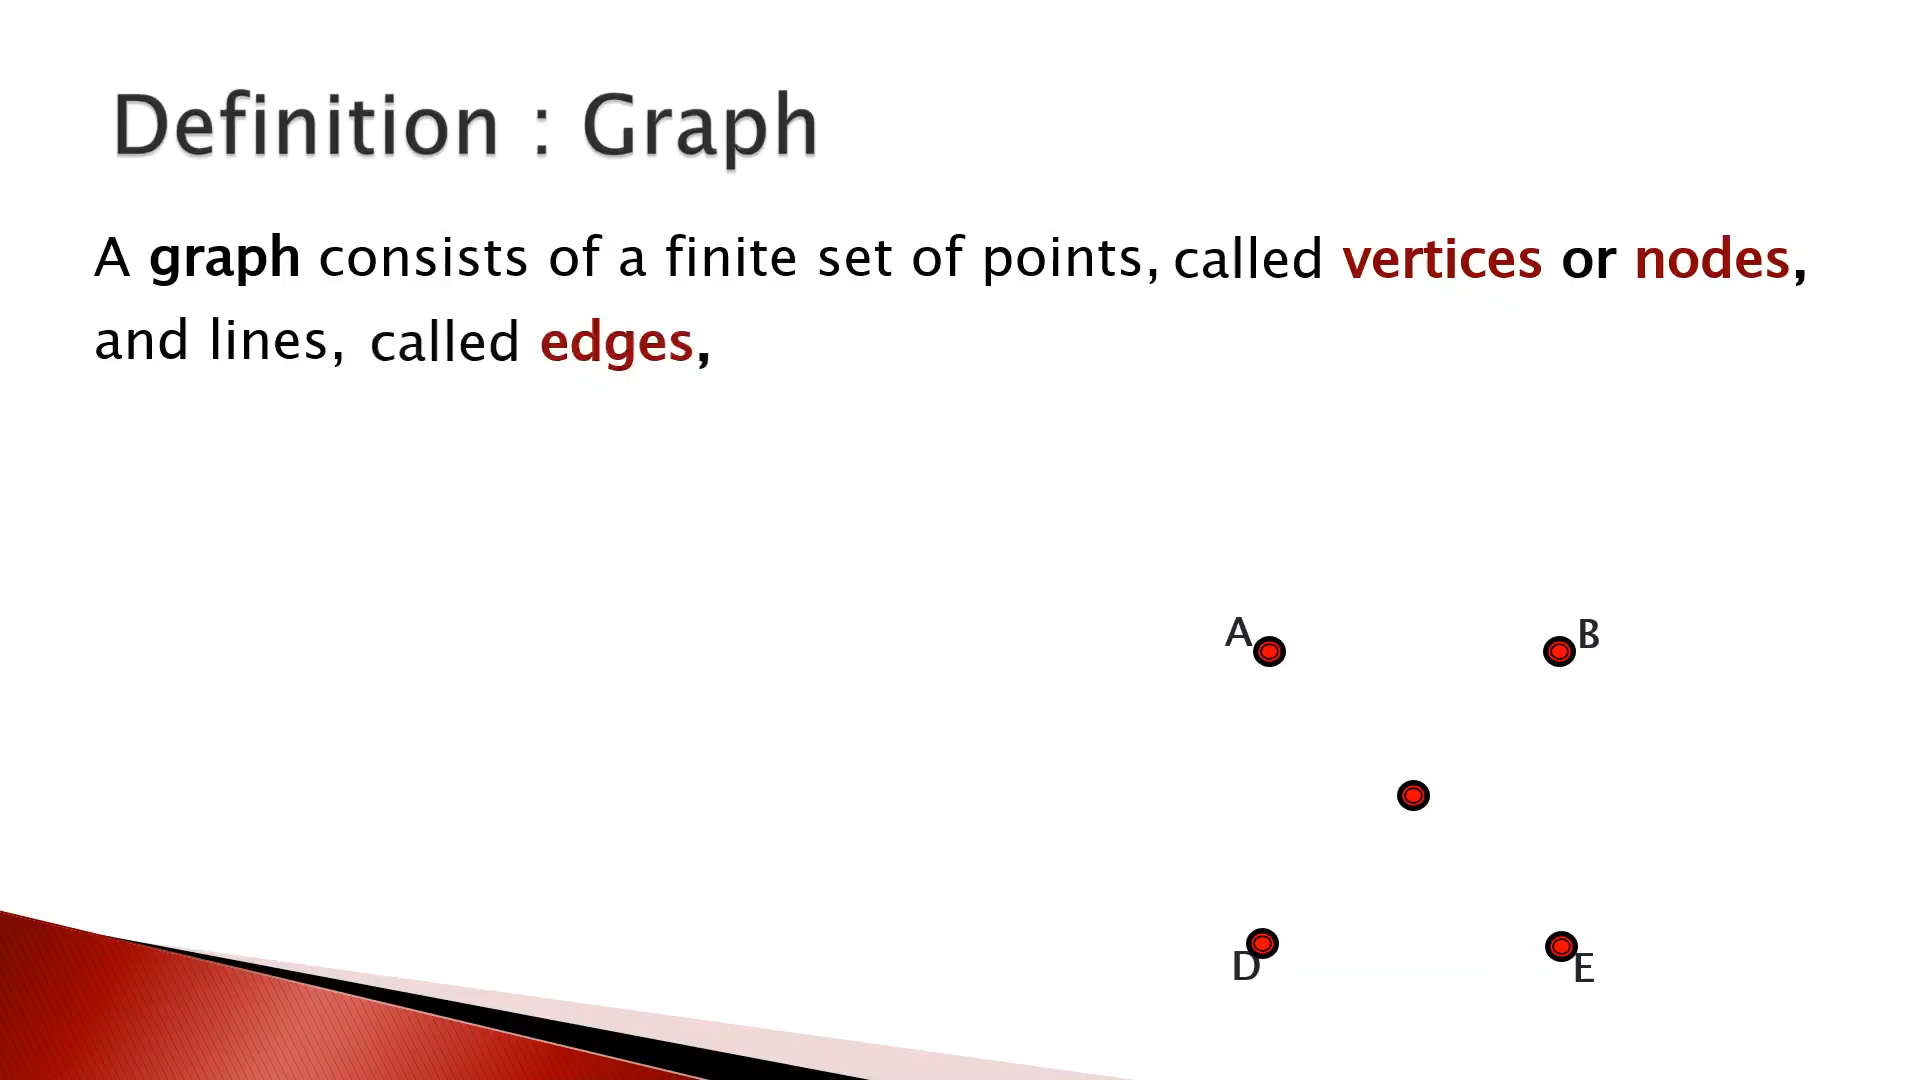 Definition : Graph
A graph consists of a finite set of points, called vertices or nodes,
and lines, called edges,
A
B
D
E